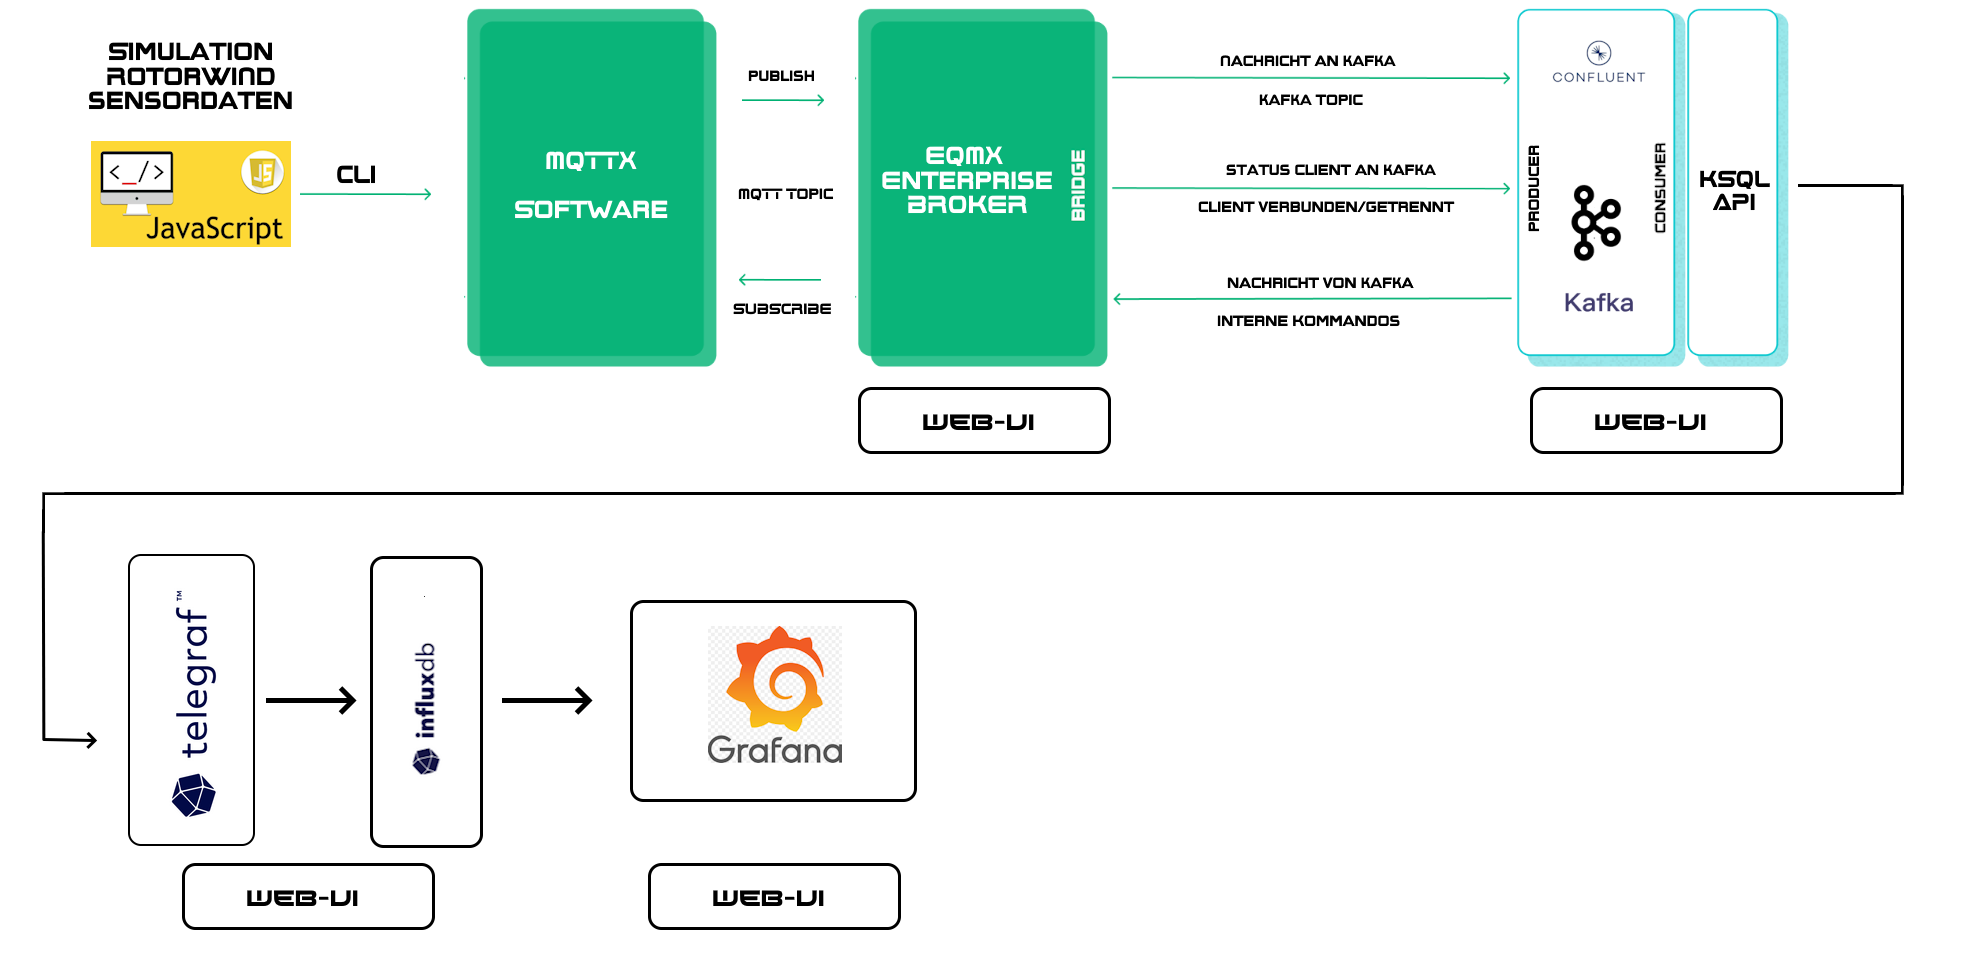 SIMULATION
ROTORWIND
SENSORDATEN
<_/>
JS
JavaScript
CLI
MQTTX
SOFTWARE
PUBLISH
MQTT TOPIC
SUBSCRIBE
EQMX
ENTERPRISE
BROKER
BRIDGE
NACHRICHT AN KAFKA
KAFKA TOPIC
STATUS CLIENT AN KAFKA
CLIENT VERBUNDEN/GETRENNT
NACHRICHT VON KAFKA
INTERNE KOMMANDOS
CONFLUENT
PRODUCER
CONSUMER
Kafka
KSQL
API
WEB-UI
WEB-UI
telegraf™
influxdb
Grafana
WEB-UI
WEB-UI